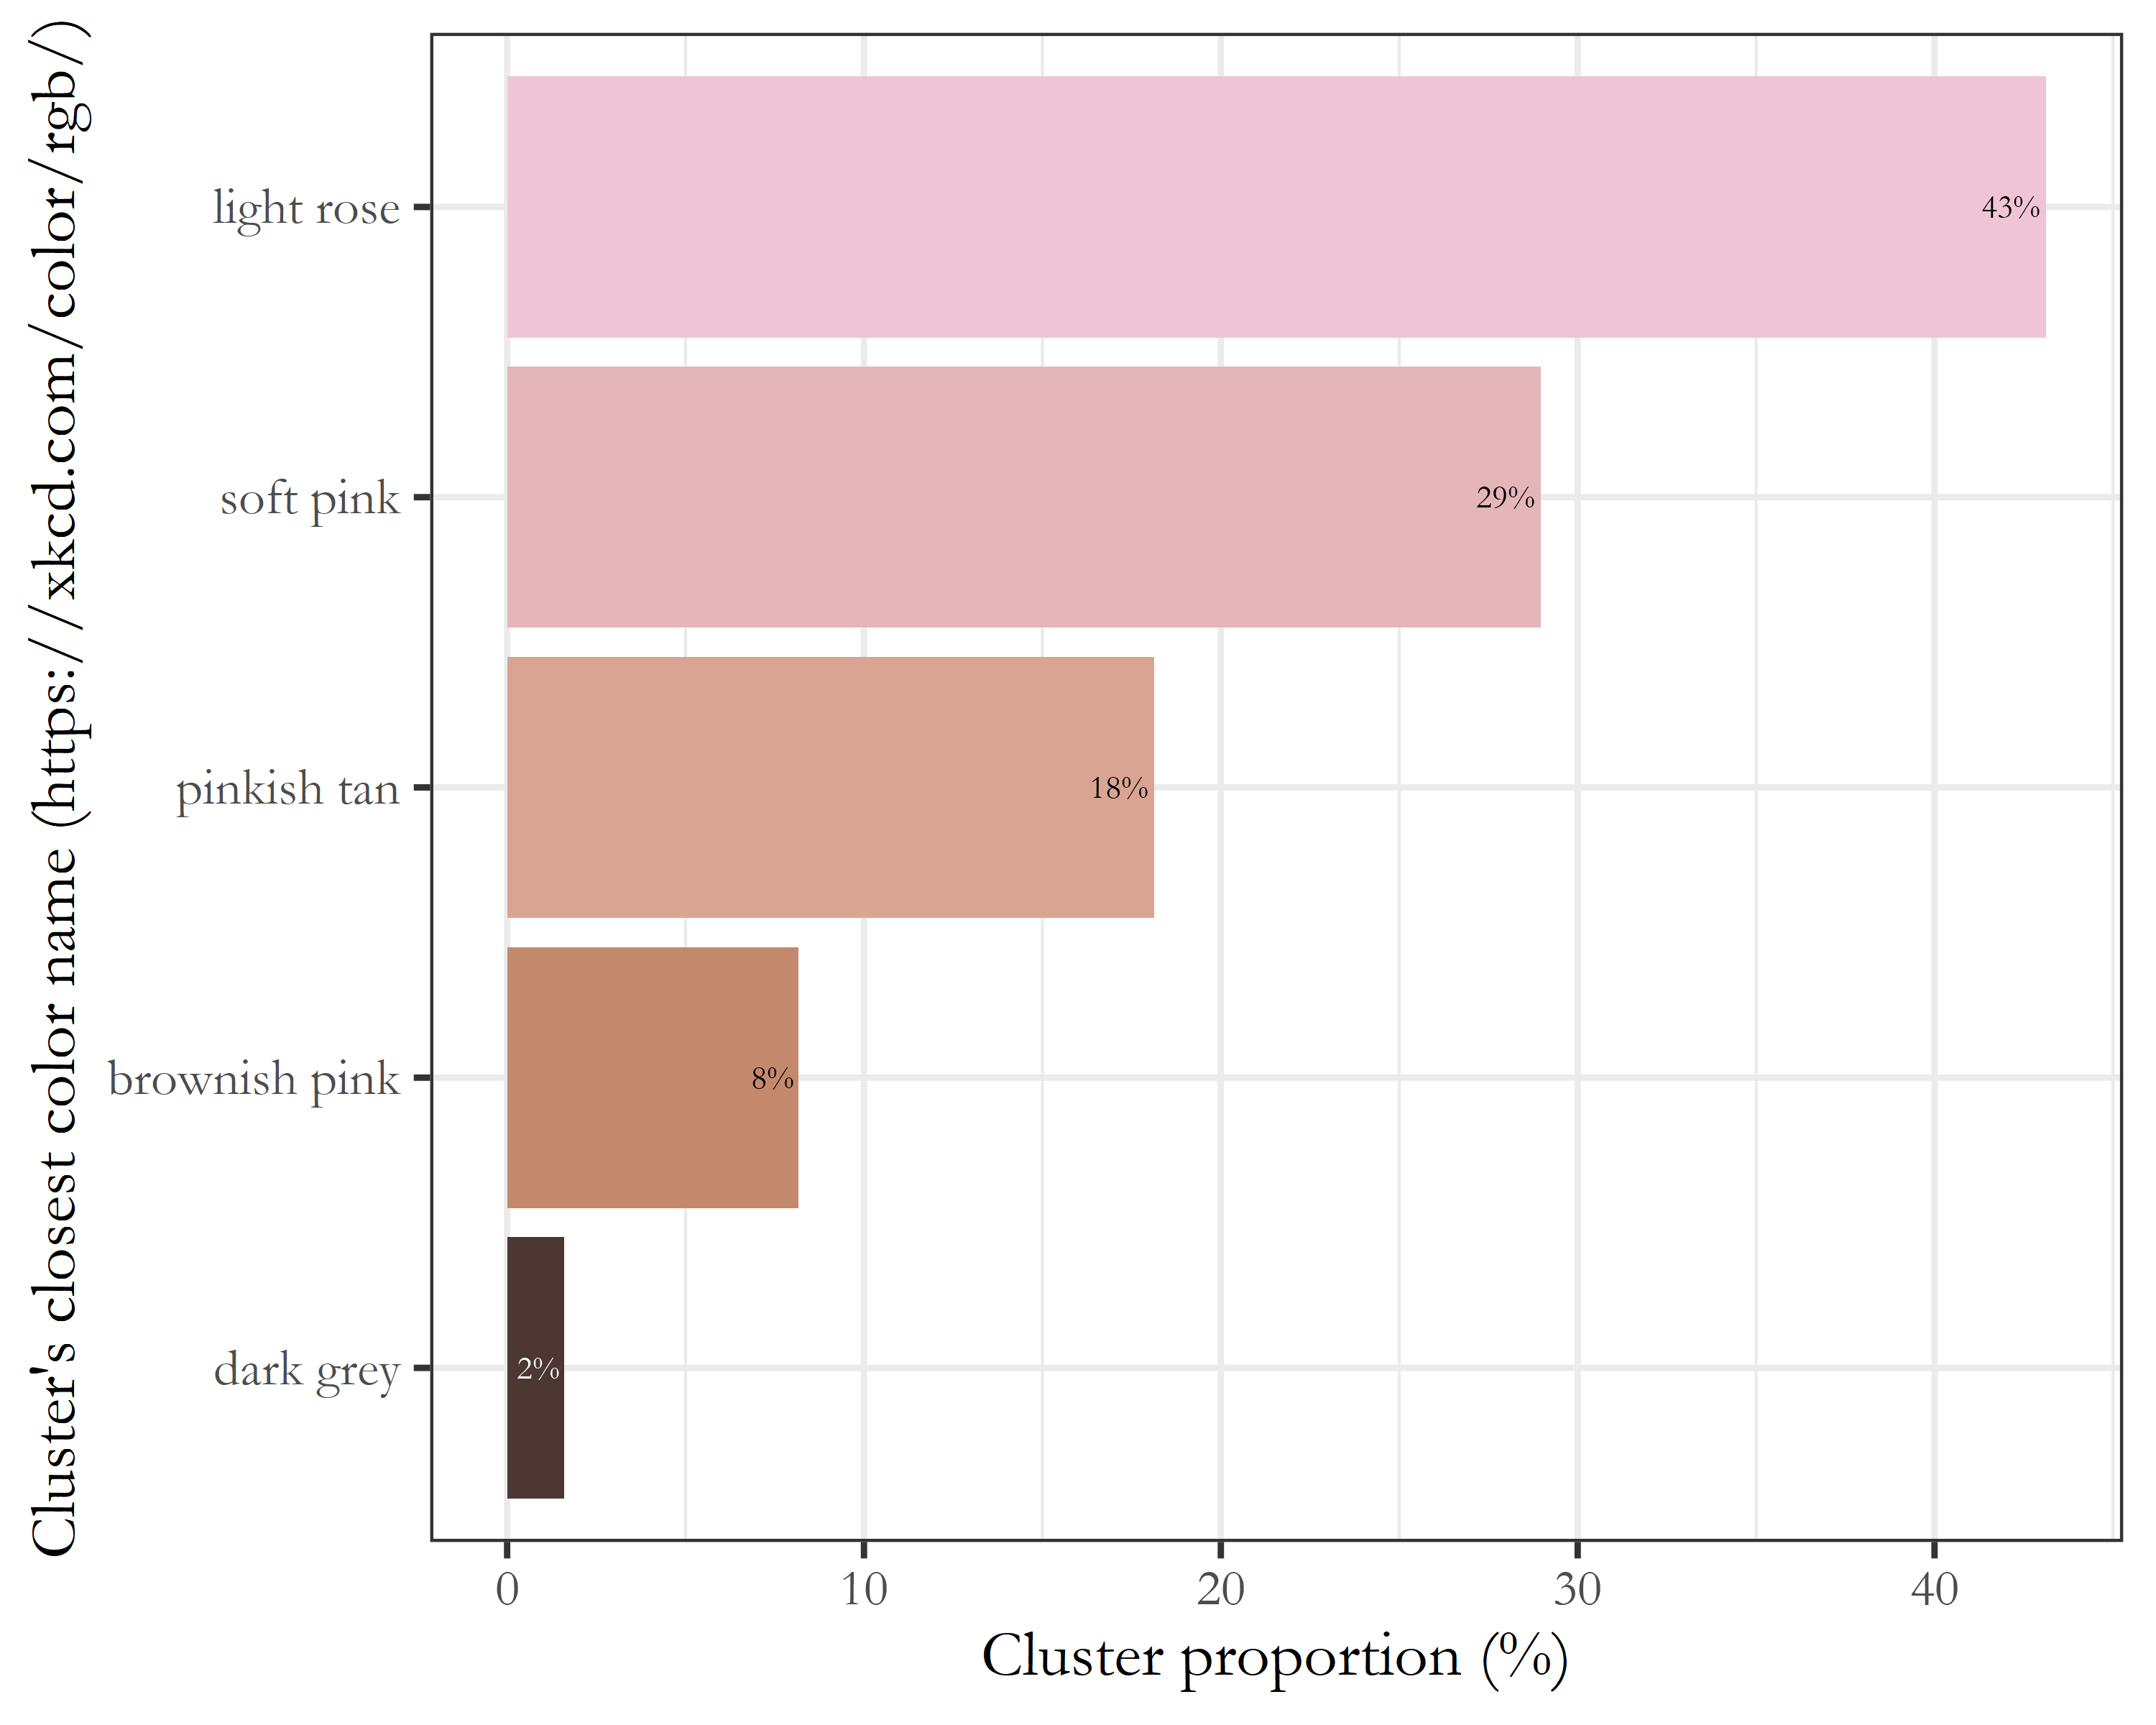 Cluster's closest color name (https://xkcd.com/color/rgb/)
light rose
43%
soft pink
29%
pinkish tan
18%
brownish pink
8%
dark grey
2%
0 10 20 30 40
Cluster proportion (%)